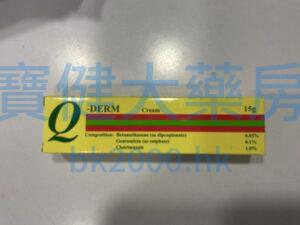 寶健大藥房
Q-DERM Cream 15g
Composition: Betamethasone (as dipropionate) 0.05%
Gentamicin (as sulphate) 0.1%
Clotrimazole 1.0%
bk2000.hk